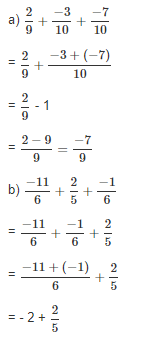 a) 2/9 + −3/10 + −7/10
= 2/9 + (−3 + (−7))/10
= 2/9 - 1
= (2 − 9)/9 = −7/9
b) −11/6 + 2/5 + −1/6
= −11/6 + −1/6 + 2/5
= (−11 + (−1))/6 + 2/5
= - 2 + 2/5